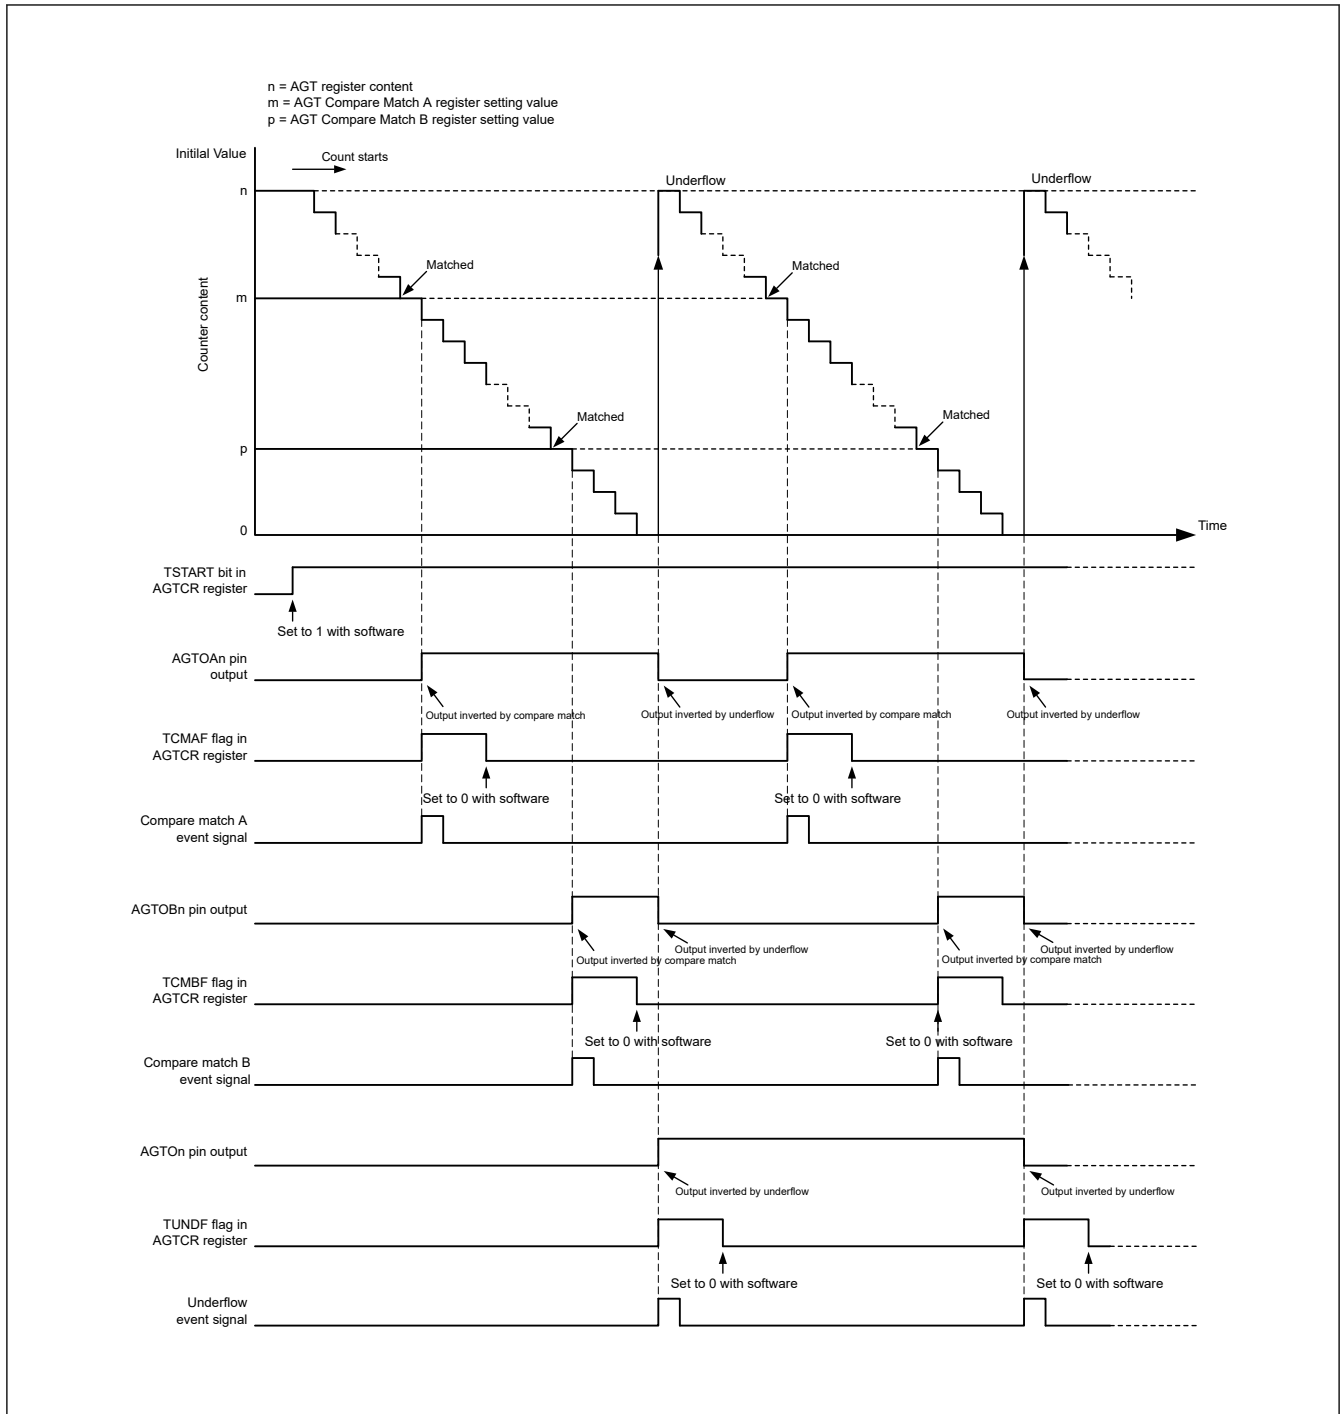 n = AGT register content
m = AGT Compare Match A register setting value
p = AGT Compare Match B register setting value
Initilal Value
Count starts
n
Underflow
Underflow
Matched
Matched
m
Counter content
Matched
Matched
p
0
Time
TSTART bit in
AGTCR register
Set to 1 with software
AGTOAn pin
output
Output inverted by compare match
Output inverted by underflow
Output inverted by compare match
Output inverted by underflow
TCMAF flag in
AGTCR register
Set to 0 with software
Set to 0 with software
Compare match A
event signal
AGTOBn pin output
Output inverted by underflow
Output inverted by compare match
Output inverted by underflow
Output inverted by compare match
TCMBF flag in
AGTCR register
Set to 0 with software
Set to 0 with software
Compare match B
event signal
AGTOn pin output
Output inverted by underflow
Output inverted by underflow
TUNDF flag in
AGTCR register
Set to 0 with software
Set to 0 with software
Underflow
event signal